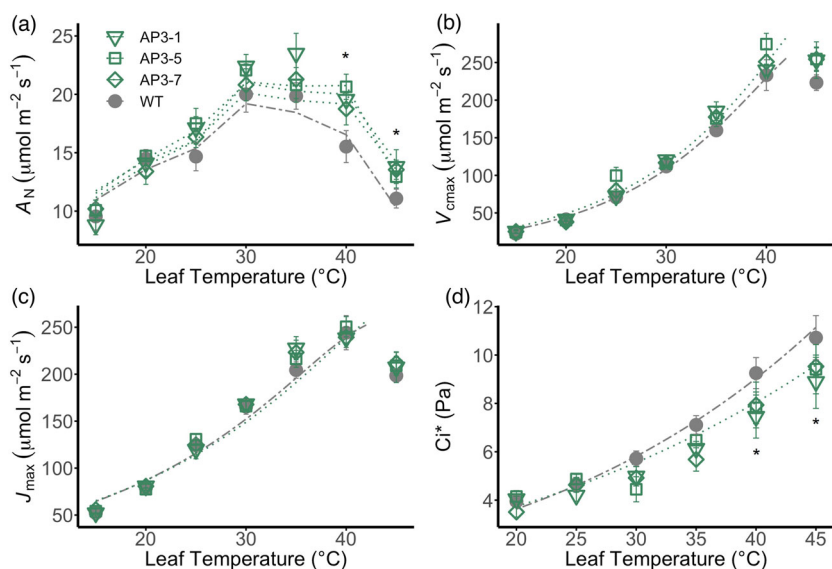 (a)
25
20
15
10
A_N (μmol m⁻² s⁻¹)
AP3-1
AP3-5
AP3-7
WT
*
*
20 30 40
Leaf Temperature (°C)
(b)
250
200
150
100
50
V_cmax (μmol m⁻² s⁻¹)
20 30 40
Leaf Temperature (°C)
(c)
250
200
150
100
50
J_max (μmol m⁻² s⁻¹)
20 30 40
Leaf Temperature (°C)
(d)
12
10
8
6
4
Ci* (Pa)
*
*
20 25 30 35 40 45
Leaf Temperature (°C)